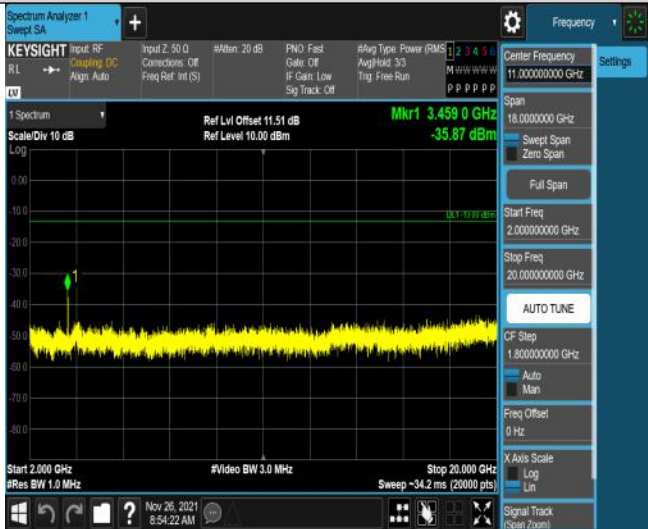 Spectrum Analyzer 1
Swept SA
Frequency
KEYSIGHT
RL
LV
Input: RF
Coupling: DC
Align: Auto
Input Z: 50 Ω
Corrections: Off
Freq Ref: Int (S)
#Atten: 20 dB
PNO: Fast
Gate: Off
IF Gain: Low
Sig Track: Off
#Avg Type: Power (RMS
Avg|Hold: 3/3
Trig: Free Run
1 2 3 4 5 6
M W W W W W
P P P P P P
1 Spectrum
Scale/Div 10 dB
Log
Ref Lvl Offset 11.51 dB
Ref Level 10.00 dBm
Mkr1 3.459 0 GHz
-35.87 dBm
0.00
-10.0
DL1 -13.00 dBm
-20.0
-30.0
1
-40.0
-50.0
-60.0
-70.0
-80.0
Start 2.000 GHz
#Res BW 1.0 MHz
#Video BW 3.0 MHz
Stop 20.000 GHz
Sweep ~34.2 ms (20000 pts)
Nov 26, 2021
8:54:22 AM
Center Frequency
11.000000000 GHz
Settings
Span
18.0000000 GHz
Swept Span
Zero Span
Full Span
Start Freq
2.000000000 GHz
Stop Freq
20.000000000 GHz
AUTO TUNE
CF Step
1.800000000 GHz
Auto
Man
Freq Offset
0 Hz
X Axis Scale
Log
Lin
Signal Track
(Span Zoom)